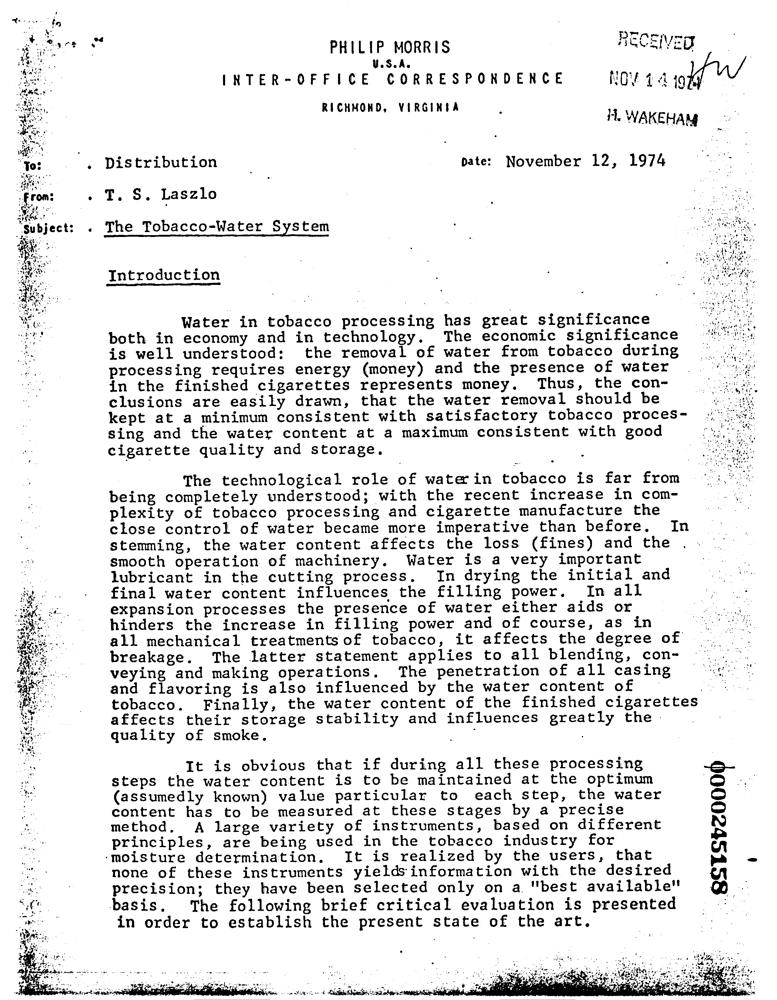 PHILIP MORRIS
U.S.A.
INTER-OFFICE CORRESPONDENCE
RICHMOND, VIRGINIA
RECEIVED
NOV 14 1974
HW
H. WAKEHAM
To: . Distribution Date: November 12, 1974
From: . T. S. Laszlo
Subject: . The Tobacco-Water System
Introduction
Water in tobacco processing has great significance
both in economy and in technology. The economic significance
is well understood: the removal of water from tobacco during
processing requires energy (money) and the presence of water
in the finished cigarettes represents money. Thus, the con-
clusions are easily drawn, that the water removal should be
kept at a minimum consistent with satisfactory tobacco proces-
sing and the water content at a maximum consistent with good
cigarette quality and storage.
The technological role of water in tobacco is far from
being completely understood; with the recent increase in com-
plexity of tobacco processing and cigarette manufacture the
close control of water became more imperative than before. In
stemming, the water content affects the loss (fines) and the
smooth operation of machinery. Water is a very important
lubricant in the cutting process. In drying the initial and
final water content influences the filling power. In all
expansion processes the presence of water either aids or
hinders the increase in filling power and of course, as in
all mechanical treatments of tobacco, it affects the degree of
breakage. The latter statement applies to all blending, con-
veying and making operations. The penetration of all casing
and flavoring is also influenced by the water content of
tobacco. Finally, the water content of the finished cigarettes
affects their storage stability and influences greatly the
quality of smoke.
It is obvious that if during all these processing
steps the water content is to be maintained at the optimum
(assumedly known) value particular to each step, the water
content has to be measured at these stages by a precise
method. A large variety of instruments, based on different
principles, are being used in the tobacco industry for
moisture determination. It is realized by the users, that
none of these instruments yields information with the desired
precision; they have been selected only on a "best available"
basis. The following brief critical evaluation is presented
in order to establish the present state of the art.
0000245158